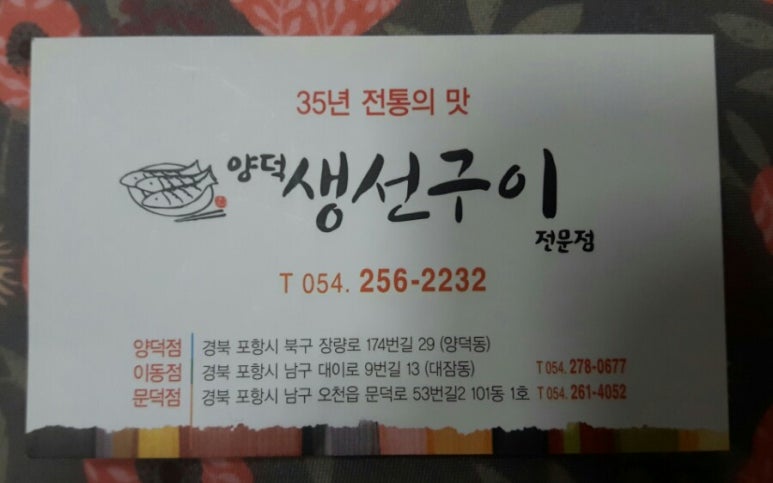 35년 전통의 맛
양덕 생선구이
전문점
T 054. 256-2232
양덕점 경북 포항시 북구 장량로 174번길 29 (양덕동)
이동점 경북 포항시 남구 대이로 9번길 13 (대잠동) T 054. 278-0677
문덕점 경북 포항시 남구 오천읍 문덕로 53번길2 101동 1호 T 054. 261-4052